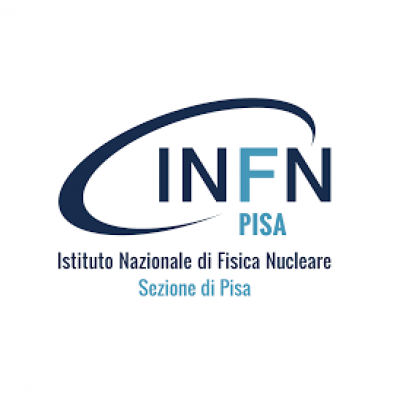 INFN
PISA
Istituto Nazionale di Fisica Nucleare
Sezione di Pisa